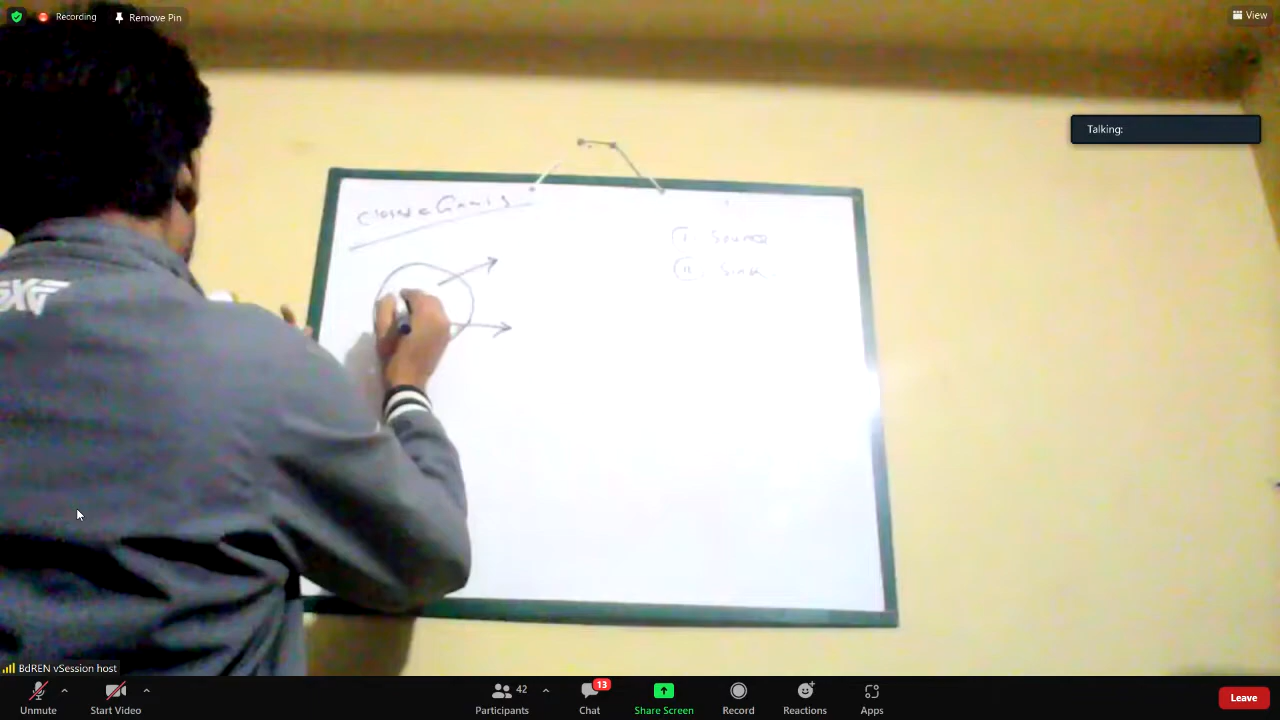 Recording
Remove Pin
View
Talking:
(I). Source
(II). Sink.
BdREN vSession host
Unmute
Start Video
42
Participants
13
Chat
Share Screen
Record
Reactions
Apps
Leave